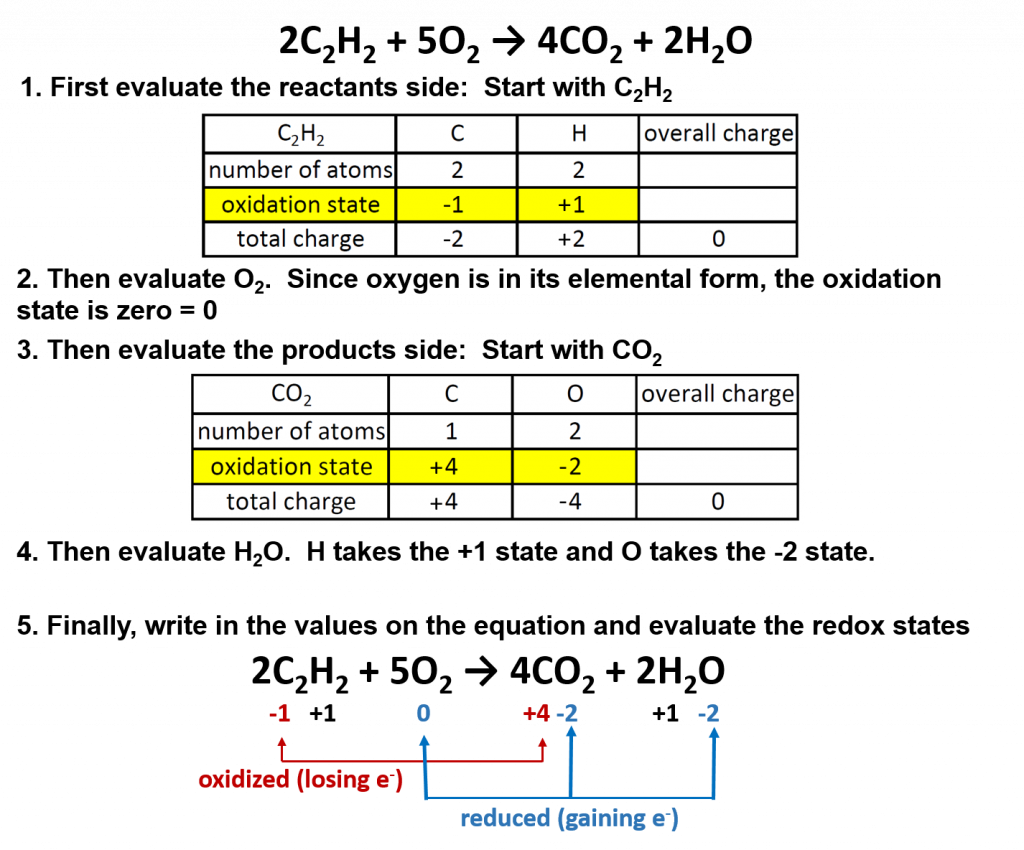 2C₂H₂ + 5O₂ → 4CO₂ + 2H₂O
1. First evaluate the reactants side:  Start with C₂H₂
C₂H₂ C H overall charge
number of atoms 2 2
oxidation state -1 +1
total charge -2 +2 0
2. Then evaluate O₂.  Since oxygen is in its elemental form, the oxidation
state is zero = 0
3. Then evaluate the products side:  Start with CO₂
CO₂ C O overall charge
number of atoms 1 2
oxidation state +4 -2
total charge +4 -4 0
4. Then evaluate H₂O.  H takes the +1 state and O takes the -2 state.
5. Finally, write in the values on the equation and evaluate the redox states
2C₂H₂ + 5O₂ → 4CO₂ + 2H₂O
-1 +1 0 +4 -2 +1 -2
oxidized (losing e⁻)
reduced (gaining e⁻)